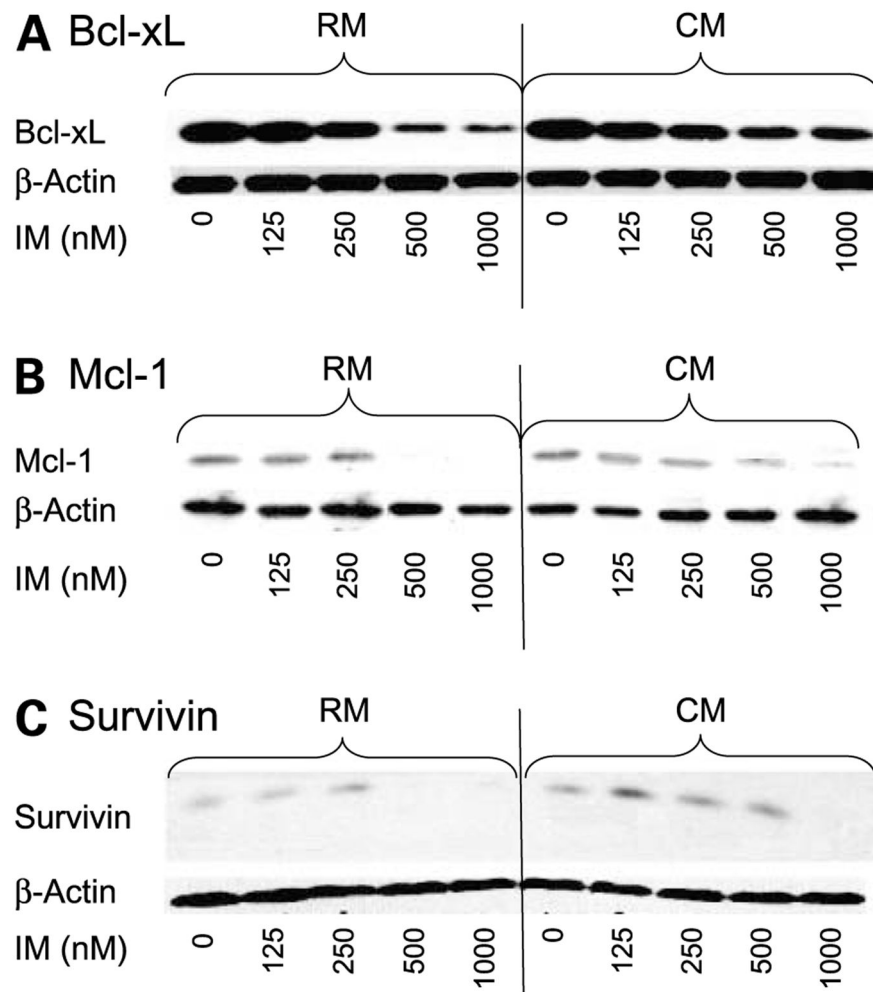 A Bcl-xL
RM CM
Bcl-xL
β-Actin
IM (nM) 0 125 250 500 1000 0 125 250 500 1000
B Mcl-1
RM CM
Mcl-1
β-Actin
IM (nM) 0 125 250 500 1000 0 125 250 500 1000
C Survivin
RM CM
Survivin
β-Actin
IM (nM) 0 125 250 500 1000 0 125 250 500 1000